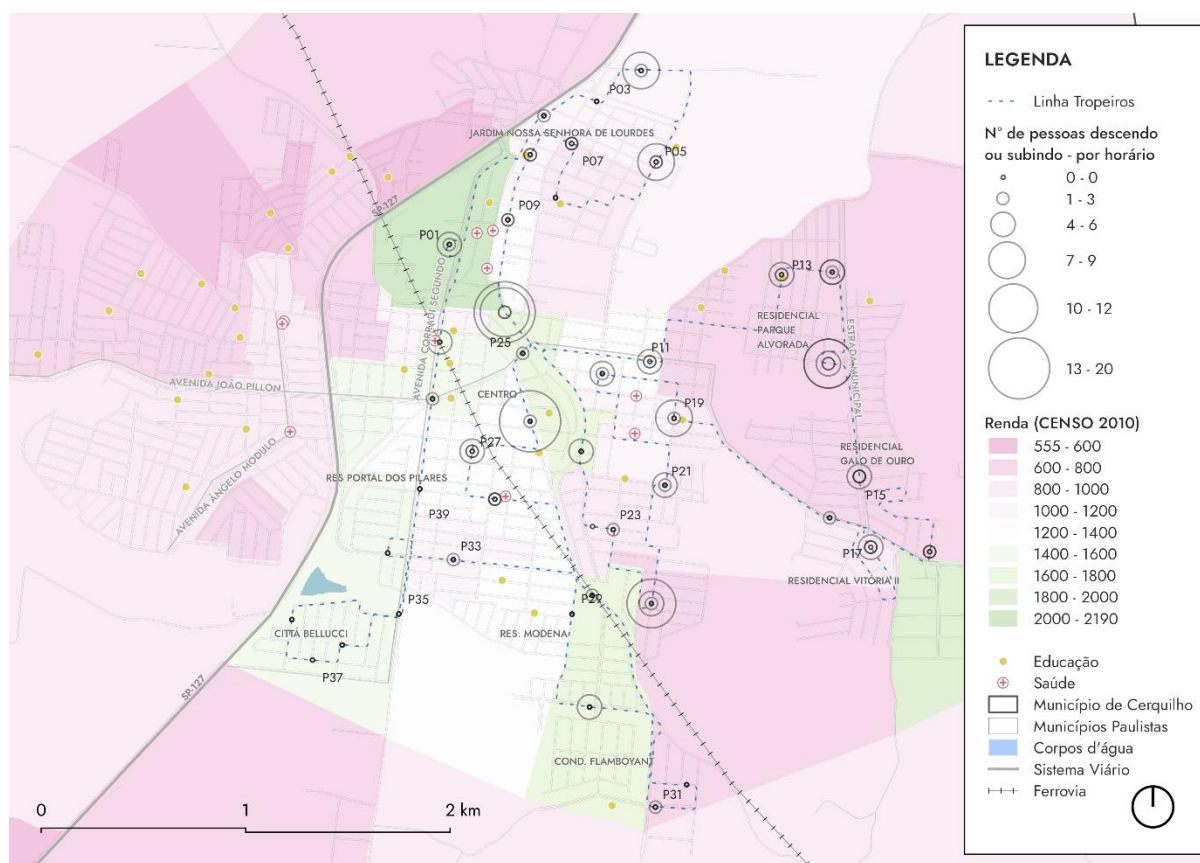 P03
JARDIM NOSSA SENHORA DE LOURDES
P07
P05
SP-127
P09
P01
P13
AVENIDA CORRADI SEGUNDO
RESIDENCIAL
PARQUE
ALVORADA
ESTRADA MUNICIPAL
P25
P11
AVENIDA JOÃO PILLON
CENTRO
P19
AVENIDA ÂNGELO MODULO
P27
RESIDENCIAL
GALO DE OURO
RES PORTAL DOS PILARES
P21
P15
P39
P23
P33
P17
RESIDENCIAL VITÓRIA II
P29
P35
CITTÁ BELLUCCI
RES. MODENA
P37
SP-127
COND. FLAMBOYANT
P31
0 1 2 km
LEGENDA
Linha Tropeiros
N° de pessoas descendo
ou subindo - por horário
0 - 0
1 - 3
4 - 6
7 - 9
10 - 12
13 - 20
Renda (CENSO 2010)
555 - 600
600 - 800
800 - 1000
1000 - 1200
1200 - 1400
1400 - 1600
1600 - 1800
1800 - 2000
2000 - 2190
Educação
Saúde
Município de Cerquilho
Municípios Paulistas
Corpos d'água
Sistema Viário
Ferrovia